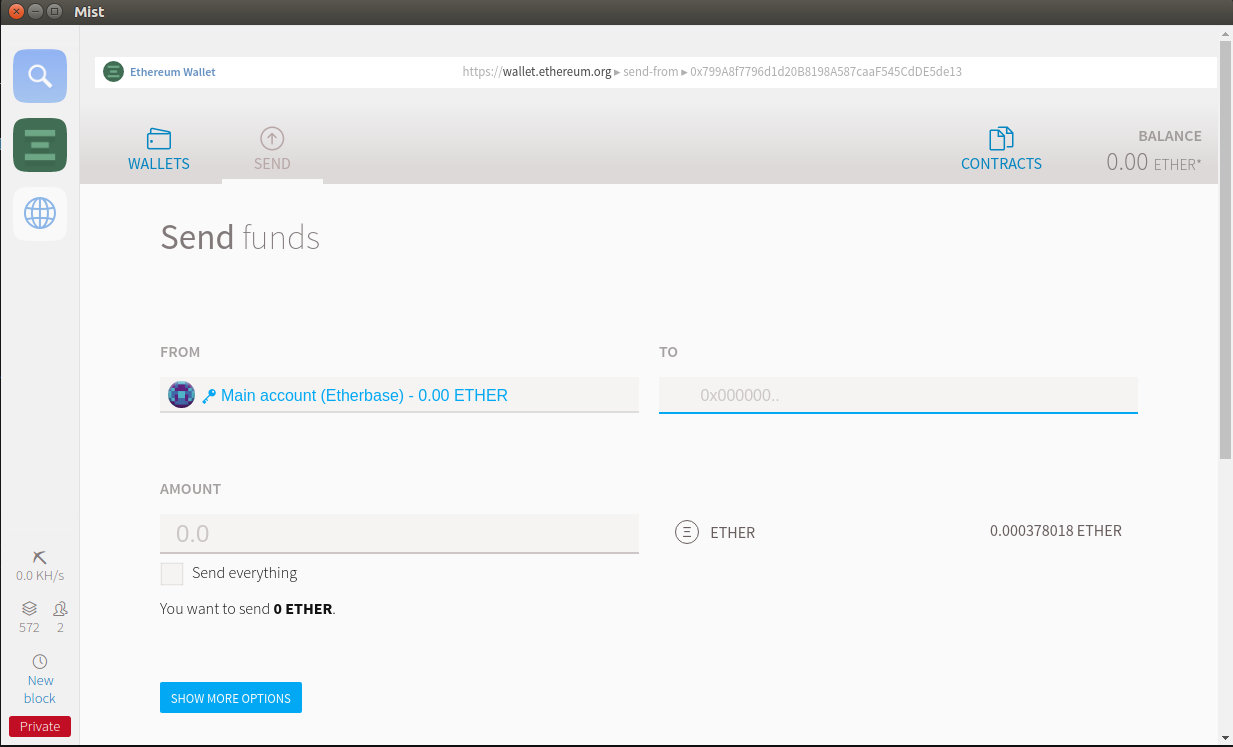 Mist
Ethereum Wallet
https://wallet.ethereum.org ▸ send-from ▸ 0x799A8f7796d1d20B8198A587caaF545CdDE5de13
WALLETS
SEND
CONTRACTS
BALANCE
0.00 ETHER*
Send funds
FROM
TO
Main account (Etherbase) - 0.00 ETHER
0x000000..
AMOUNT
0.0
ETHER
0.000378018 ETHER
Send everything
You want to send 0 ETHER.
SHOW MORE OPTIONS
0.0 KH/s
572
2
New
block
Private